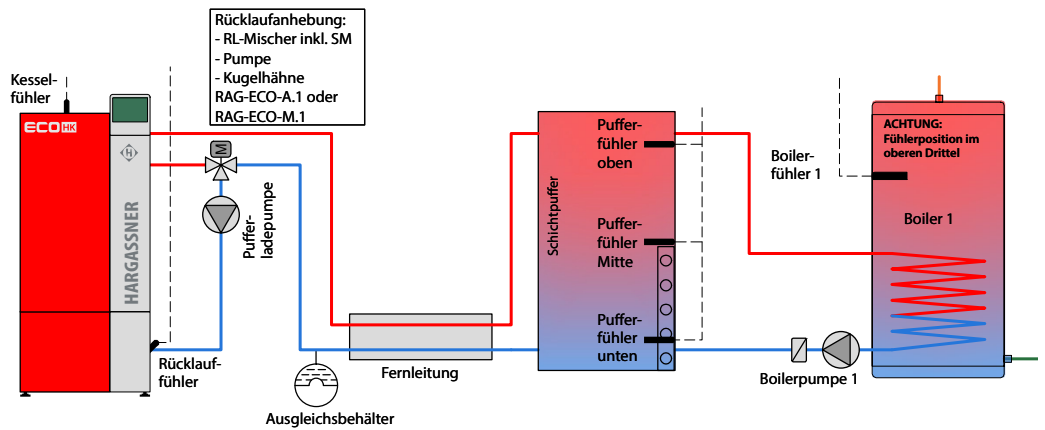 Rücklaufanhebung:
- RL-Mischer inkl. SM
- Pumpe
- Kugelhähne
RAG-ECO-A.1 oder
RAG-ECO-M.1
Kessel-
fühler
ECO HK
M
H
HARGASSNER
Puffer-
ladepumpe
Rücklauf-
fühler
Ausgleichsbehälter
Fernleitung
Schichtpuffer
Puffer-
fühler
oben
Puffer-
fühler
Mitte
Puffer-
fühler
unten
Boiler-
fühler 1
ACHTUNG:
Fühlerposition im
oberen Drittel
Boiler 1
Boilerpumpe 1